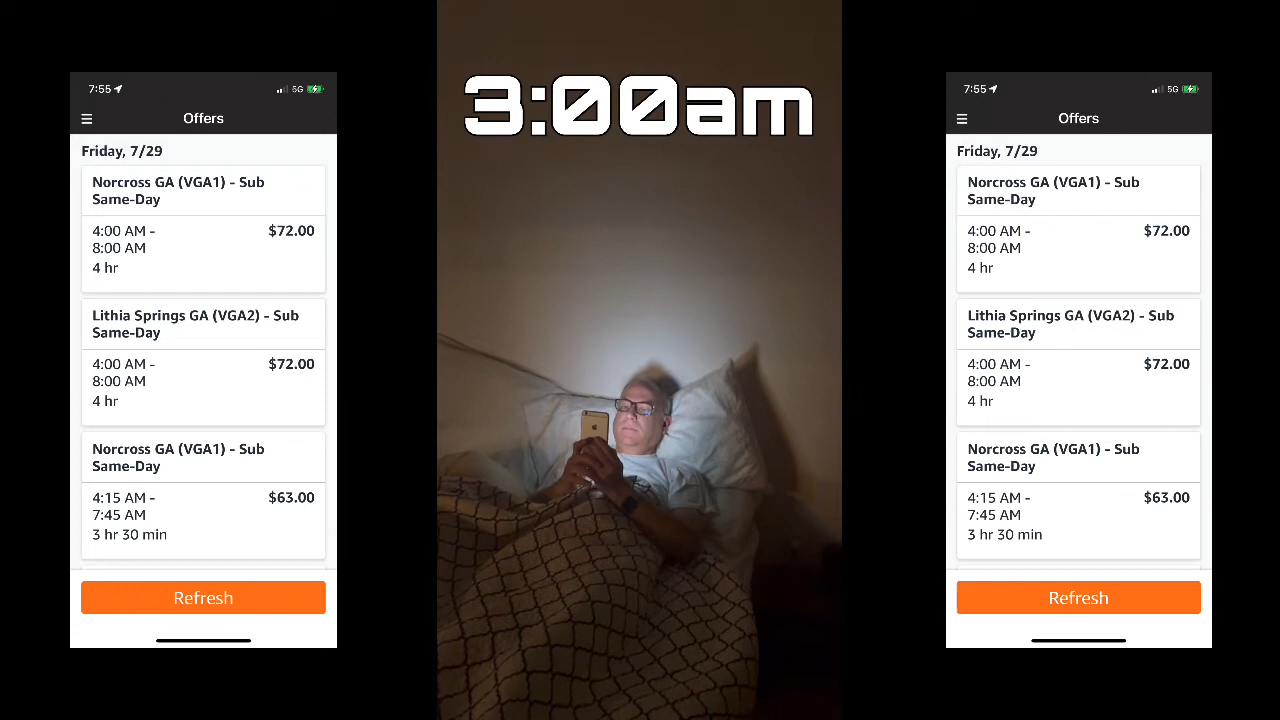 7:55
5G
Offers
Friday, 7/29
Norcross GA (VGA1) - Sub
Same-Day
4:00 AM -
$72.00
8:00 AM
4 hr
Lithia Springs GA (VGA2) - Sub
Same-Day
4:00 AM -
$72.00
8:00 AM
4 hr
Norcross GA (VGA1) - Sub
Same-Day
4:15 AM -
$63.00
7:45 AM
3 hr 30 min
Refresh
3:00am
7:55
5G
Offers
Friday, 7/29
Norcross GA (VGA1) - Sub
Same-Day
4:00 AM -
$72.00
8:00 AM
4 hr
Lithia Springs GA (VGA2) - Sub
Same-Day
4:00 AM -
$72.00
8:00 AM
4 hr
Norcross GA (VGA1) - Sub
Same-Day
4:15 AM -
$63.00
7:45 AM
3 hr 30 min
Refresh